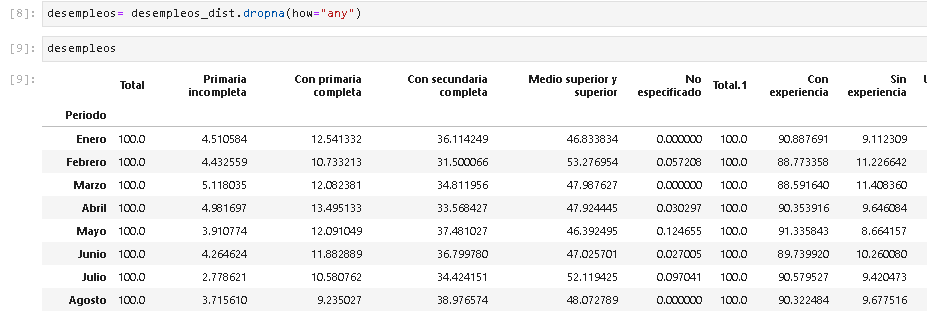 [8]: desempleos= desempleos_dist.dropna(how="any")
[9]: desempleos
[9]: Total Primaria incompleta Con primaria completa Con secundaria completa Medio superior y superior No especificado Total.1 Con experiencia Sin experiencia
Periodo
Enero 100.0 4.510584 12.541332 36.114249 46.833834 0.000000 100.0 90.887691 9.112309
Febrero 100.0 4.432559 10.733213 31.500066 53.276954 0.057208 100.0 88.773358 11.226642
Marzo 100.0 5.118035 12.082381 34.811956 47.987627 0.000000 100.0 88.591640 11.408360
Abril 100.0 4.981697 13.495133 33.568427 47.924445 0.030297 100.0 90.353916 9.646084
Mayo 100.0 3.910774 12.091049 37.481027 46.392495 0.124655 100.0 91.335843 8.664157
Junio 100.0 4.264624 11.882889 36.799780 47.025701 0.027005 100.0 89.739920 10.260080
Julio 100.0 2.778621 10.580762 34.424151 52.119425 0.097041 100.0 90.579527 9.420473
Agosto 100.0 3.715610 9.235027 38.976574 48.072789 0.000000 100.0 90.322484 9.677516